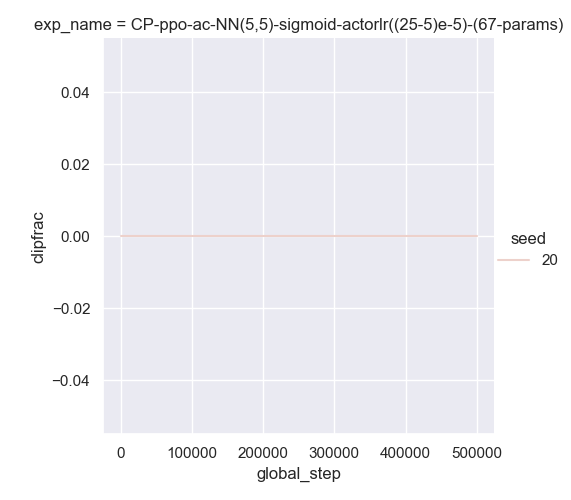 exp_name = CP-ppo-ac-NN(5,5)-sigmoid-actorlr((25-5)e-5)-(67-params)
0.04
0.02
0.00
−0.02
−0.04
clipfrac
0 100000 200000 300000 400000 500000
global_step
seed
20